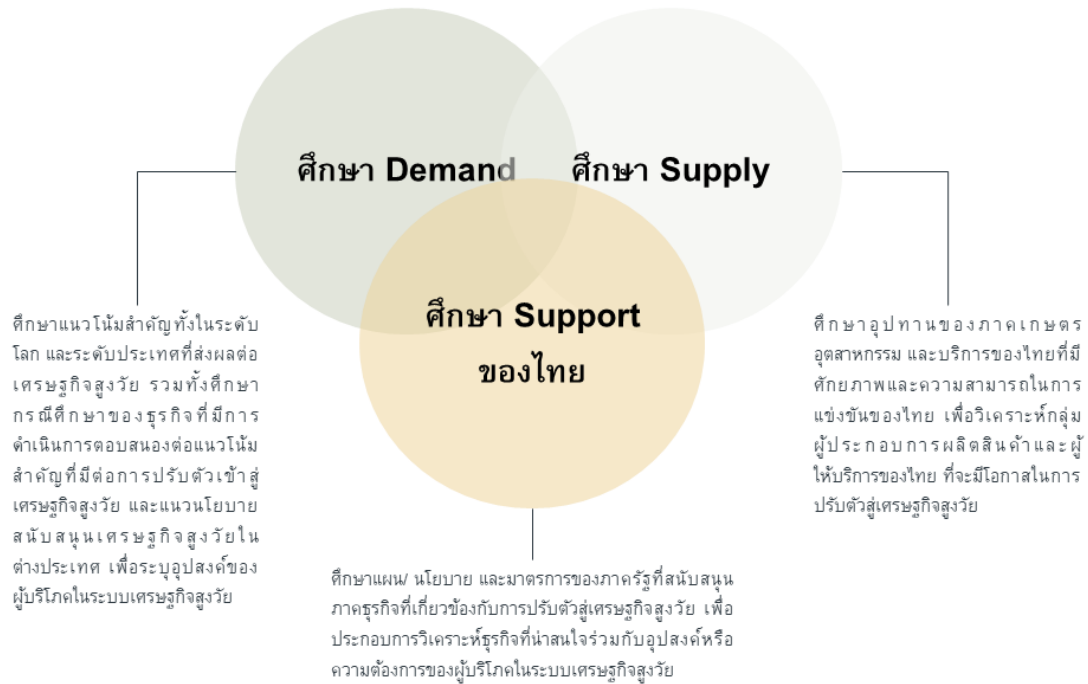 ศึกษา Demand
ศึกษา Supply
ศึกษา Support
ของไทย
ศึกษาแนวโน้มสำคัญทั้งในระดับ
โลก และระดับประเทศที่ส่งผลต่อ
เศรษฐกิจสูงวัย รวมทั้งศึกษา
กรณีศึกษาของธุรกิจที่มีการ
ดำเนินการตอบสนองต่อแนวโน้ม
สำคัญที่มีต่อการปรับตัวเข้าสู่
เศรษฐกิจสูงวัย และแนวนโยบาย
สนับสนุนเศรษฐกิจสูงวัยใน
ต่างประเทศ เพื่อระบุอุปสงค์ของ
ผู้บริโภคในระบบเศรษฐกิจสูงวัย
ศึกษาอุปทานของภาคเกษตร
อุตสาหกรรม และบริการของไทยที่มี
ศักยภาพและความสามารถในการ
แข่งขันของไทย เพื่อวิเคราะห์กลุ่ม
ผู้ประกอบการผลิตสินค้าและผู้
ให้บริการของไทย ที่จะมีโอกาสในการ
ปรับตัวสู่เศรษฐกิจสูงวัย
ศึกษาแผน/ นโยบาย และมาตรการของภาครัฐที่สนับสนุน
ภาคธุรกิจที่เกี่ยวข้องกับการปรับตัวสู่เศรษฐกิจสูงวัย เพื่อ
ประกอบการวิเคราะห์ธุรกิจที่น่าสนใจร่วมกับอุปสงค์หรือ
ความต้องการของผู้บริโภคในระบบเศรษฐกิจสูงวัย